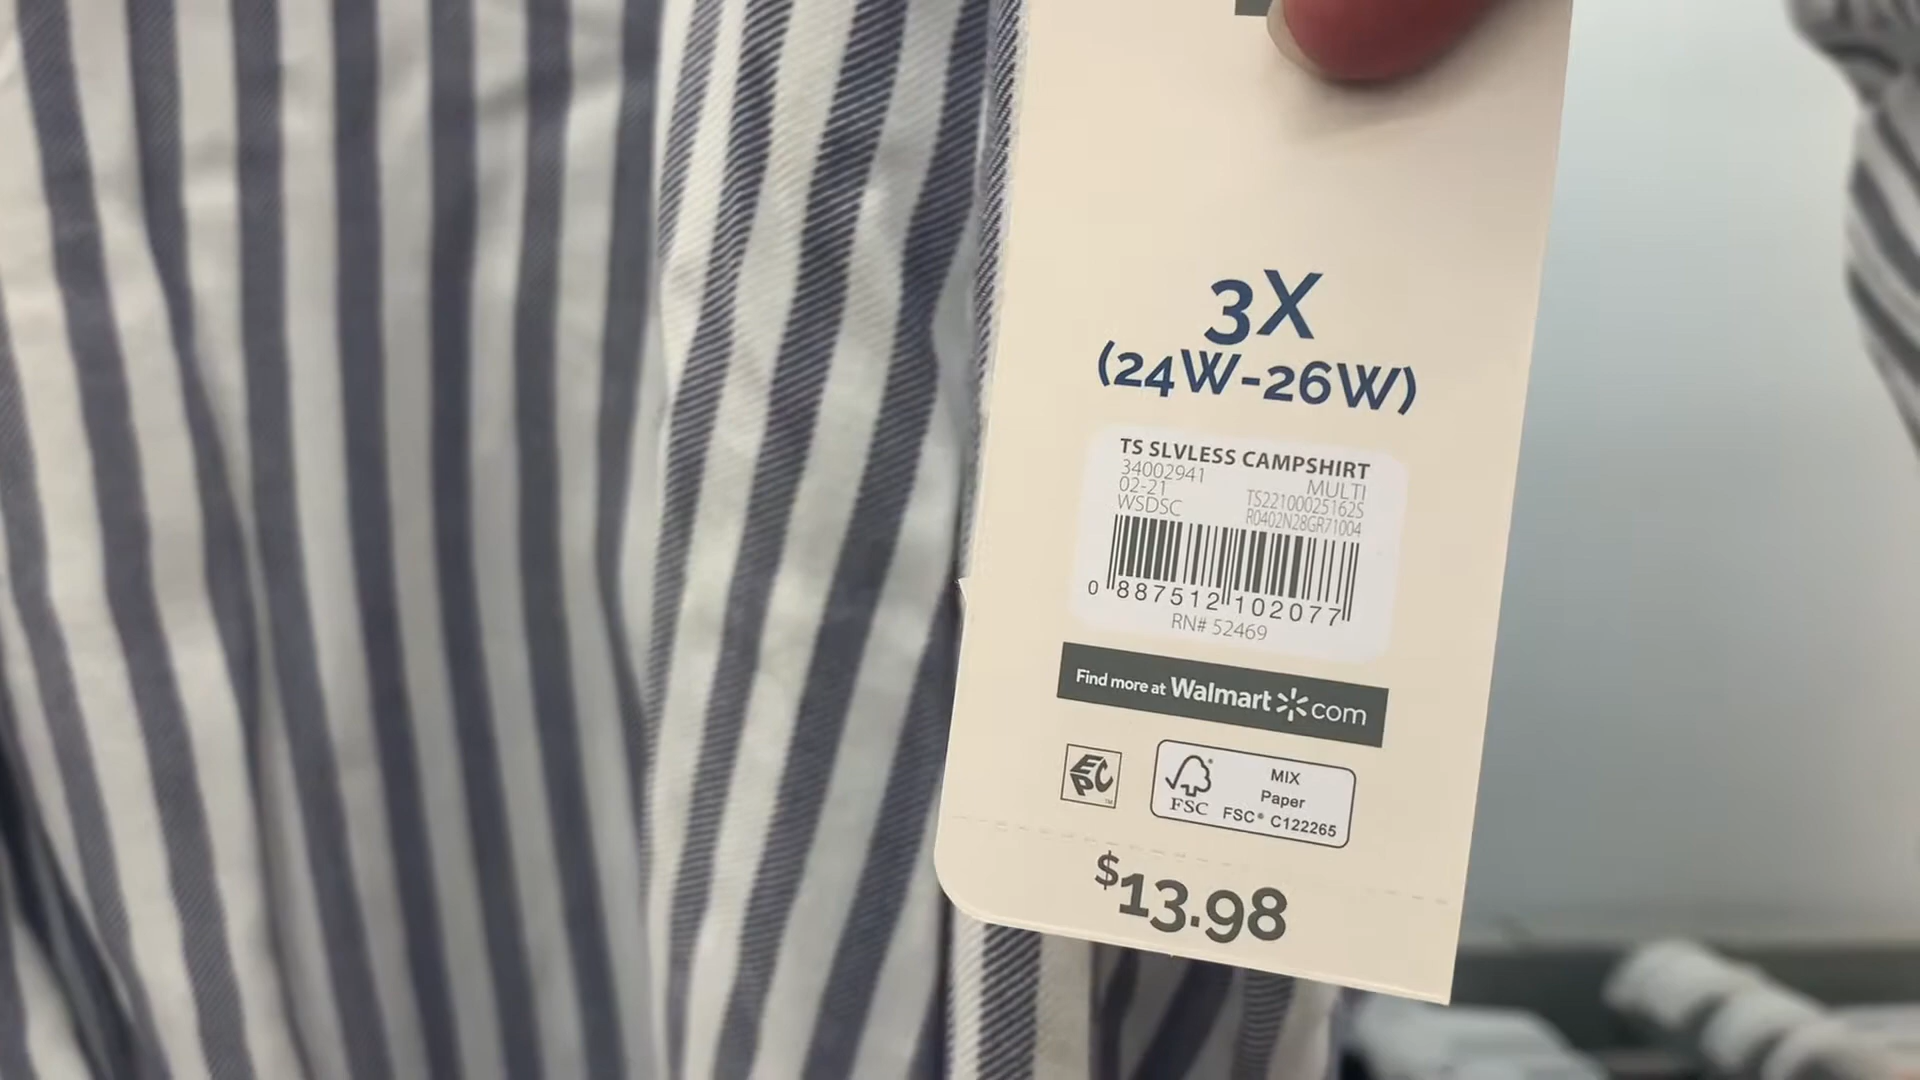 3X
(24W-26W)
TS SLVLESS CAMPSHIRT
34002941 MULTI
02-21 TS22100025162S
WSDSC R0402N28GR71004
0 887512 102077
RN# 52469
Find more at Walmart com
EPC TM
FSC® MIX
Paper
FSC® C122265
$13.98